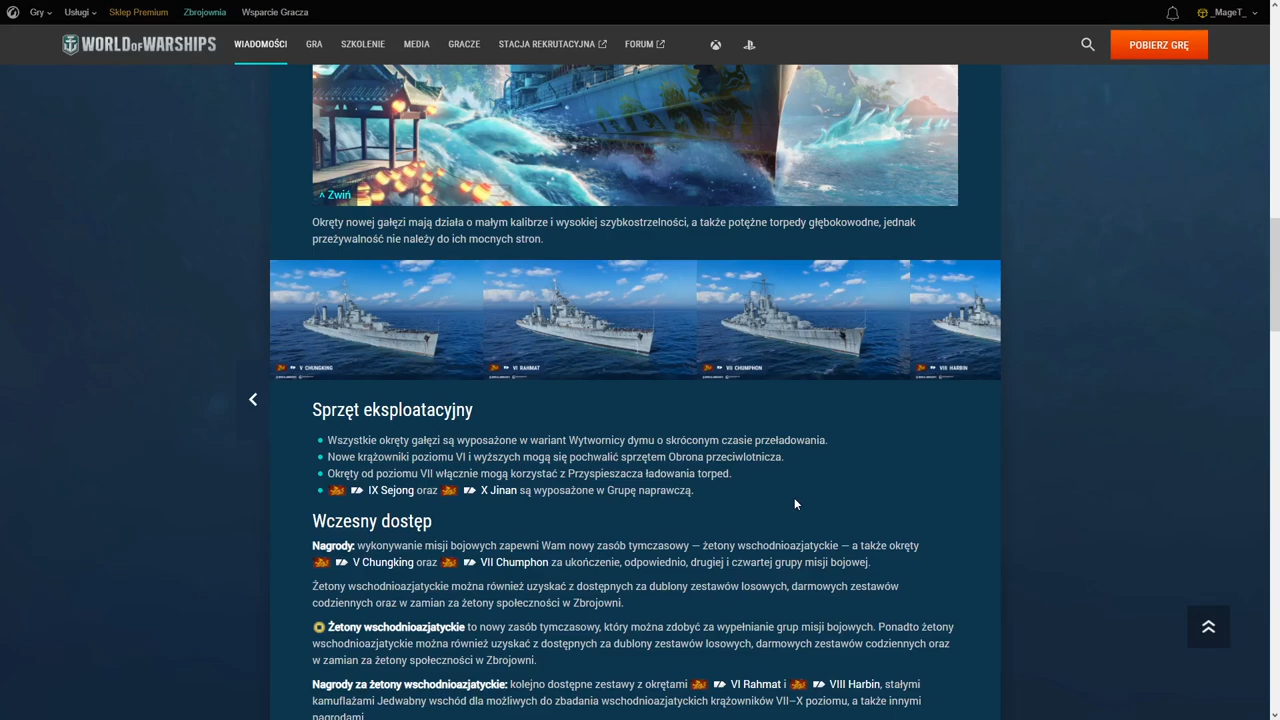 Gry Usługi Sklep Premium Zbrojownia Wsparcie Gracza _MageT_
WORLD OF WARSHIPS WIADOMOŚCI GRA SZKOLENIE MEDIA GRACZE STACJA REKRUTACYJNA FORUM POBIERZ GRĘ
^ Zwiń
Okręty nowej gałęzi mają działa o małym kalibrze i wysokiej szybkostrzelności, a także potężne torpedy głębokowodne, jednak
przeżywalność nie należy do ich mocnych stron.
V CHUNGKING VI RAHMAT VII CHUMPHON VIII HARBIN
Sprzęt eksploatacyjny
Wszystkie okręty gałęzi są wyposażone w wariant Wytwornicy dymu o skróconym czasie przeładowania.
Nowe krążowniki poziomu VI i wyższych mogą się pochwalić sprzętem Obrona przeciwlotnicza.
Okręty od poziomu VII włącznie mogą korzystać z Przyspieszacza ładowania torped.
IX Sejong oraz X Jinan są wyposażone w Grupę naprawczą.
Wczesny dostęp
Nagrody: wykonywanie misji bojowych zapewni Wam nowy zasób tymczasowy — żetony wschodnioazjatyckie — a także okręty
V Chungking oraz VII Chumphon za ukończenie, odpowiednio, drugiej i czwartej grupy misji bojowej.
Żetony wschodnioazjatyckie można również uzyskać z dostępnych za dublony zestawów losowych, darmowych zestawów
codziennych oraz w zamian za żetony społeczności w Zbrojowni.
Żetony wschodnioazjatyckie to nowy zasób tymczasowy, który można zdobyć za wypełnianie grup misji bojowych. Ponadto żetony
wschodnioazjatyckie można również uzyskać z dostępnych za dublony zestawów losowych, darmowych zestawów codziennych oraz
w zamian za żetony społeczności w Zbrojowni.
Nagrody za żetony wschodnioazjatyckie: kolejno dostępne zestawy z okrętami VI Rahmat i VIII Harbin, stałymi
kamuflażami Jedwabny wschód dla możliwych do zbadania wschodnioazjatyckich krążowników VII–X poziomu, a także innymi
nagrodami.